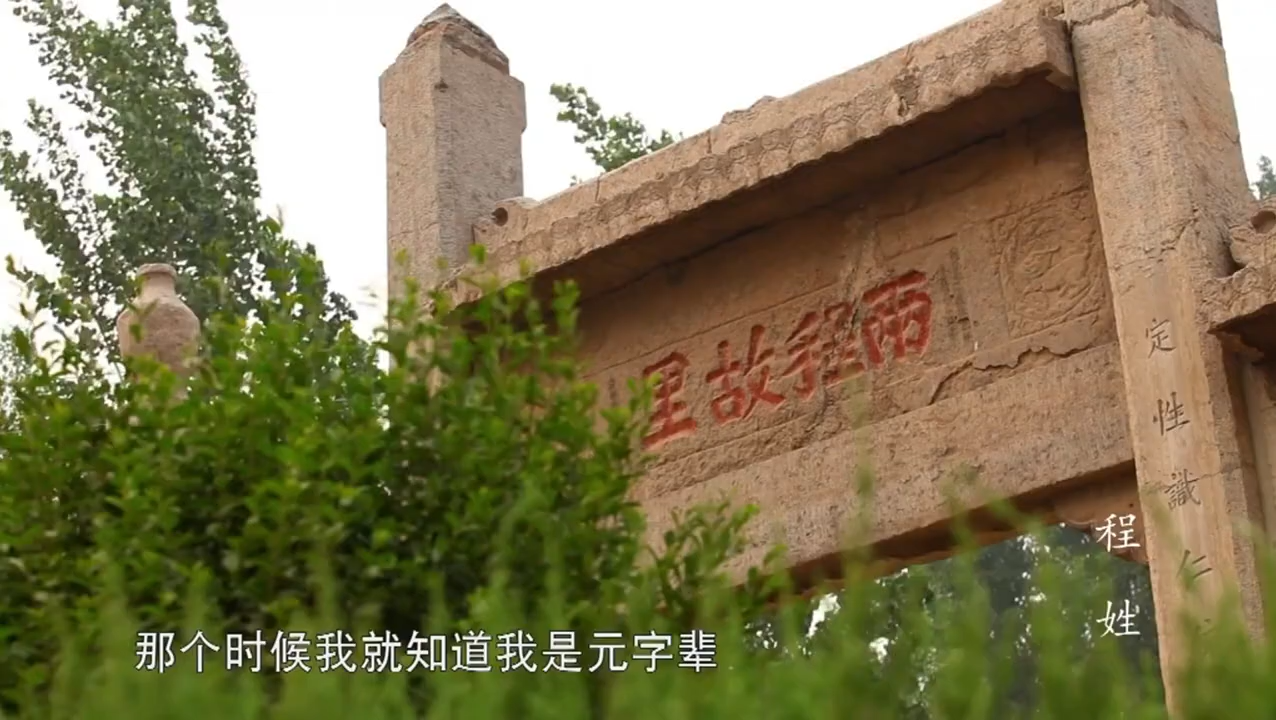 兩程故里
定性識仁
程姓
那个时候我就知道我是元字辈